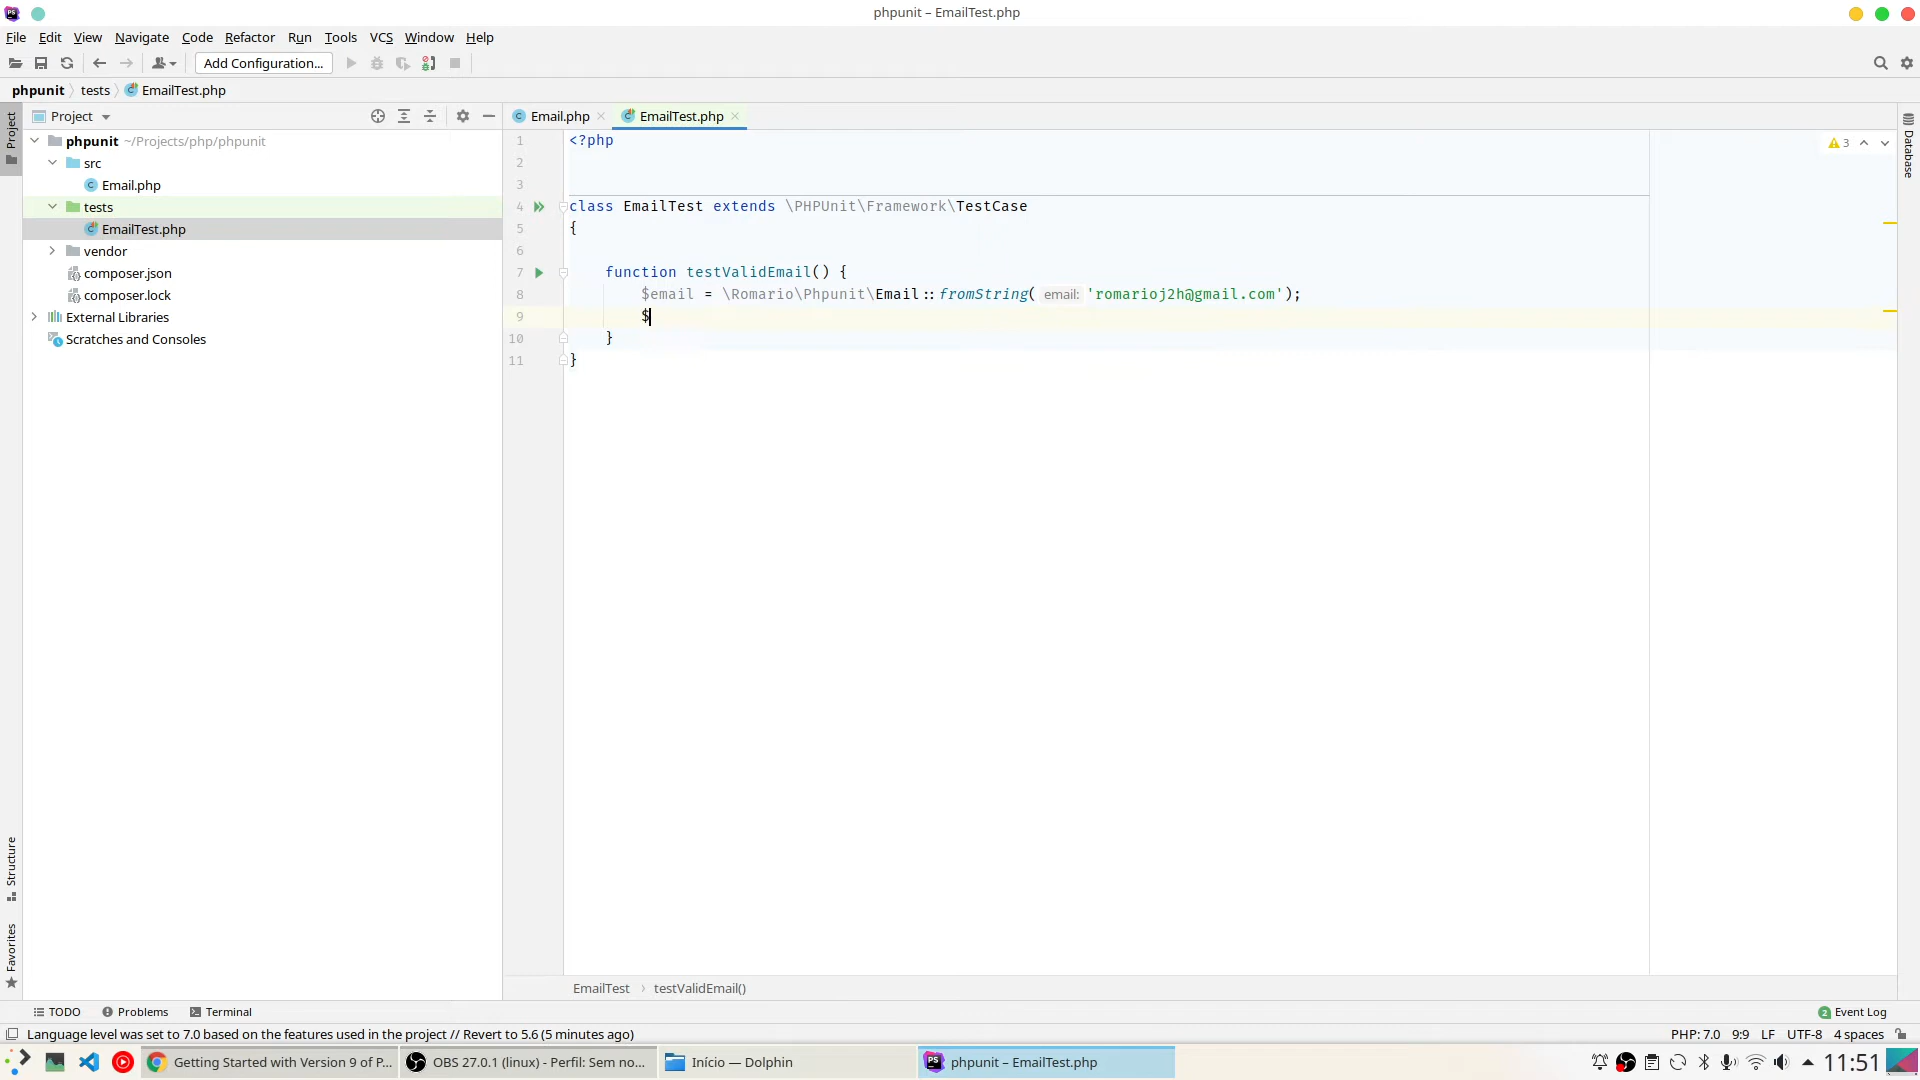 phpunit – EmailTest.php
File Edit View Navigate Code Refactor Run Tools VCS Window Help
Add Configuration...
phpunit tests EmailTest.php
Project
Project
phpunit ~/Projects/php/phpunit
src
Email.php
tests
EmailTest.php
vendor
composer.json
composer.lock
External Libraries
Scratches and Consoles
Structure
Favorites
Email.php EmailTest.php
3
Database
1 <?php
2
3
4 class EmailTest extends \PHPUnit\Framework\TestCase
5 {
6
7 function testValidEmail() {
8 $email = \Romario\Phpunit\Email::fromString( email: 'romarioj2h@gmail.com');
9 $
10 }
11 }
EmailTest › testValidEmail()
TODO Problems Terminal
2 Event Log
Language level was set to 7.0 based on the features used in the project // Revert to 5.6 (5 minutes ago)
PHP: 7.0 9:9 LF UTF-8 4 spaces
Getting Started with Version 9 of P... OBS 27.0.1 (linux) - Perfil: Sem no... Início — Dolphin phpunit – EmailTest.php
11:51